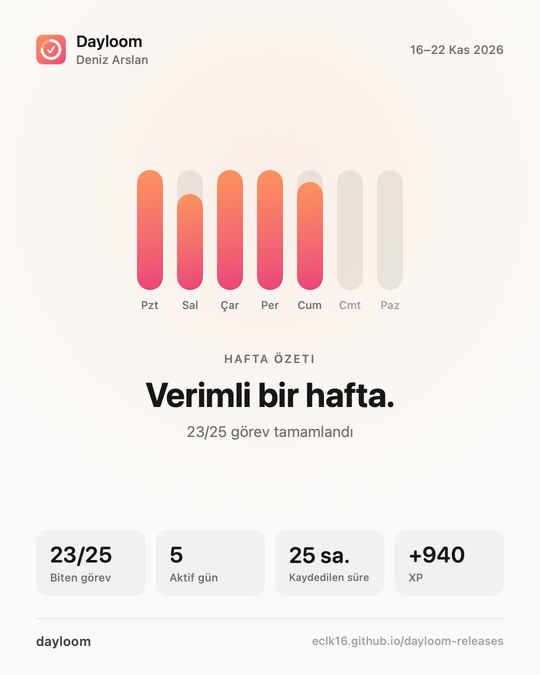 Dayloom
Deniz Arslan
16–22 Kas 2026
Pzt Sal Çar Per Cum Cmt Paz
HAFTA ÖZETI
Verimli bir hafta.
23/25 görev tamamlandı
23/25 5 25 sa. +940
Biten görev Aktif gün Kaydedilen süre XP
dayloom
eclk16.github.io/dayloom-releases